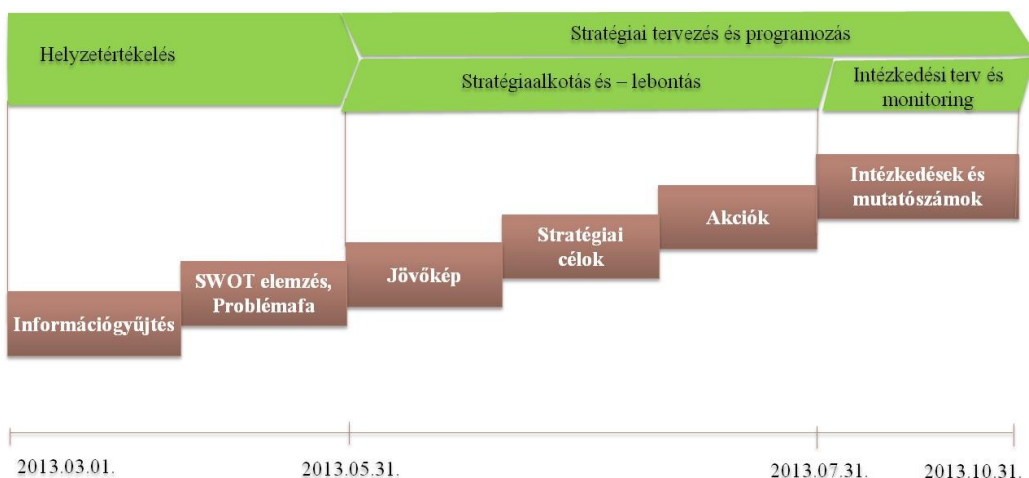 Helyzetértékelés
Stratégiai tervezés és programozás
Stratégiaalkotás és – lebontás
Intézkedési terv és
monitoring
Információgyűjtés
SWOT elemzés,
Problémafa
Jövőkép
Stratégiai
célok
Akciók
Intézkedések és
mutatószámok
2013.03.01.
2013.05.31.
2013.07.31.
2013.10.31.